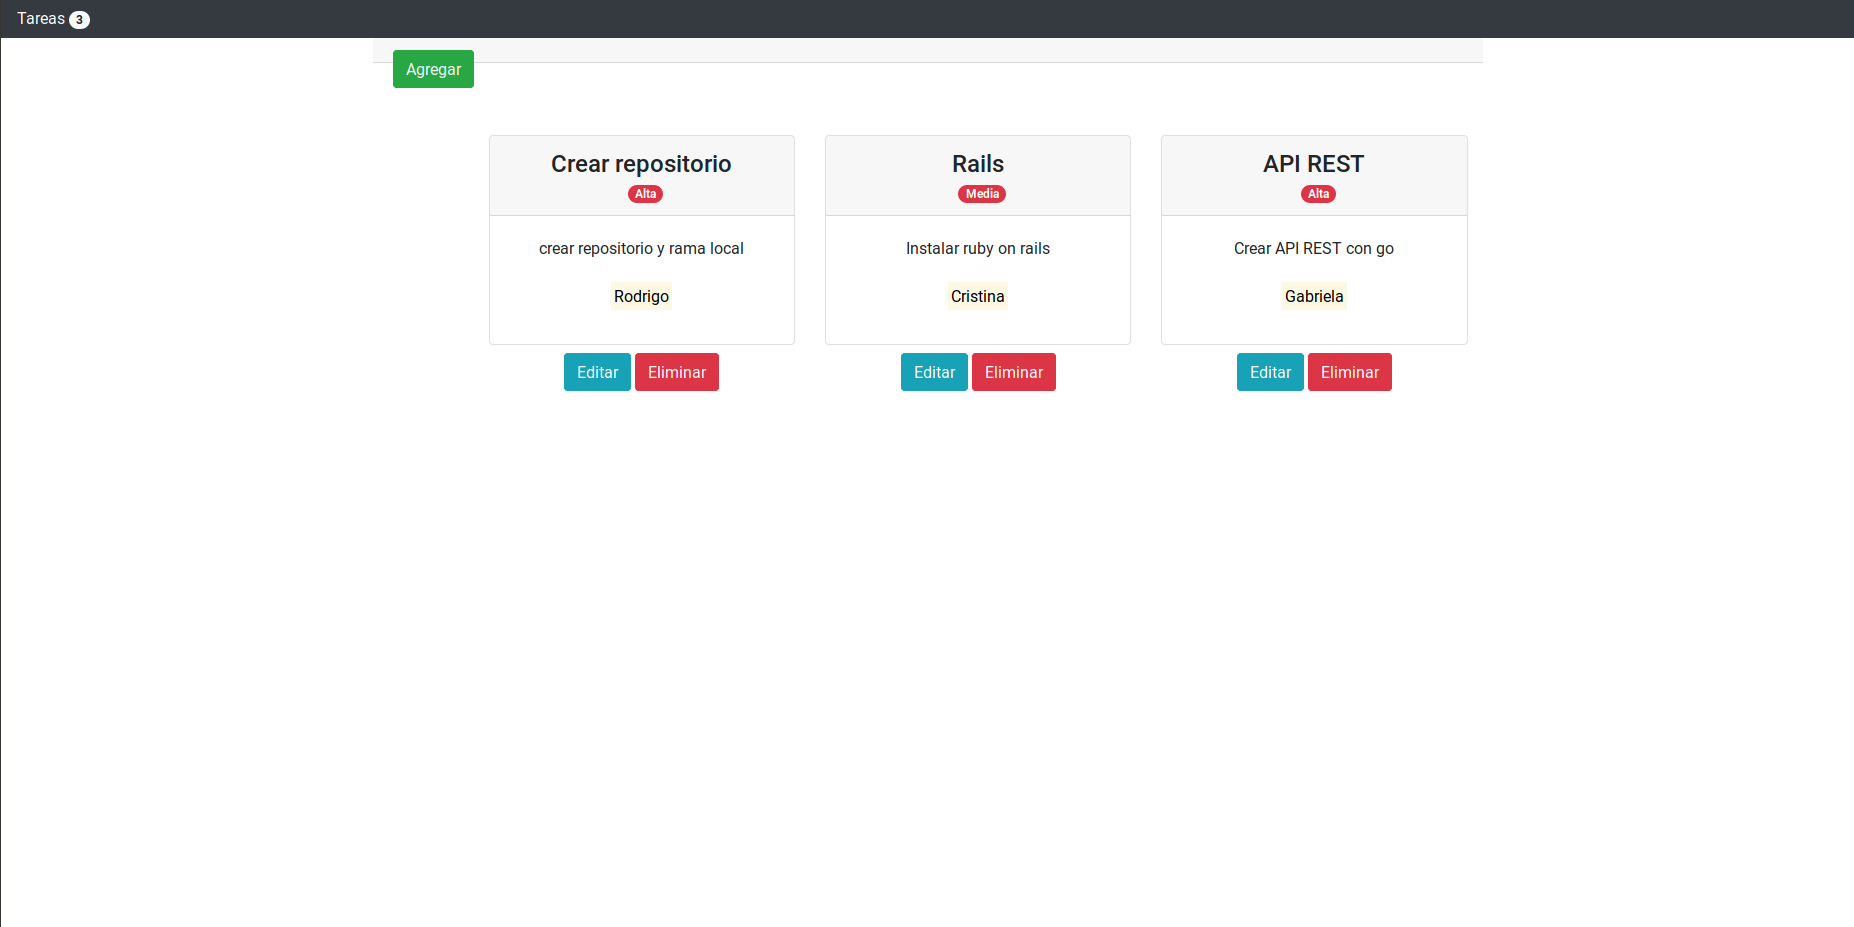 Tareas 3
Agregar
Crear repositorio
Alta
crear repositorio y rama local
Rodrigo
Editar Eliminar
Rails
Media
Instalar ruby on rails
Cristina
Editar Eliminar
API REST
Alta
Crear API REST con go
Gabriela
Editar Eliminar